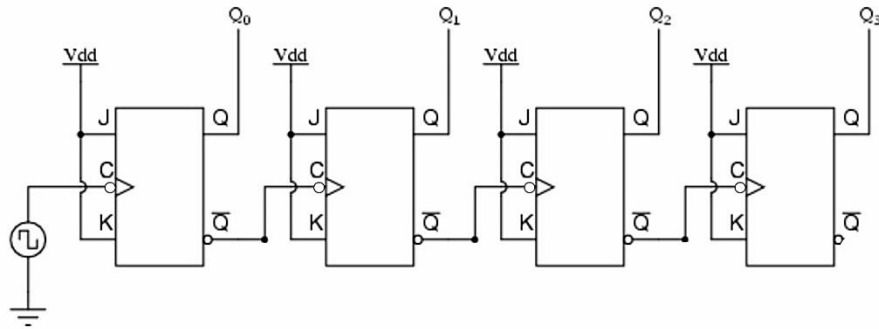 Q0 Q1 Q2 Q3
Vdd Vdd Vdd Vdd
J Q J Q J Q J Q
C C C C
K Q̅ K Q̅ K Q̅ K Q̅